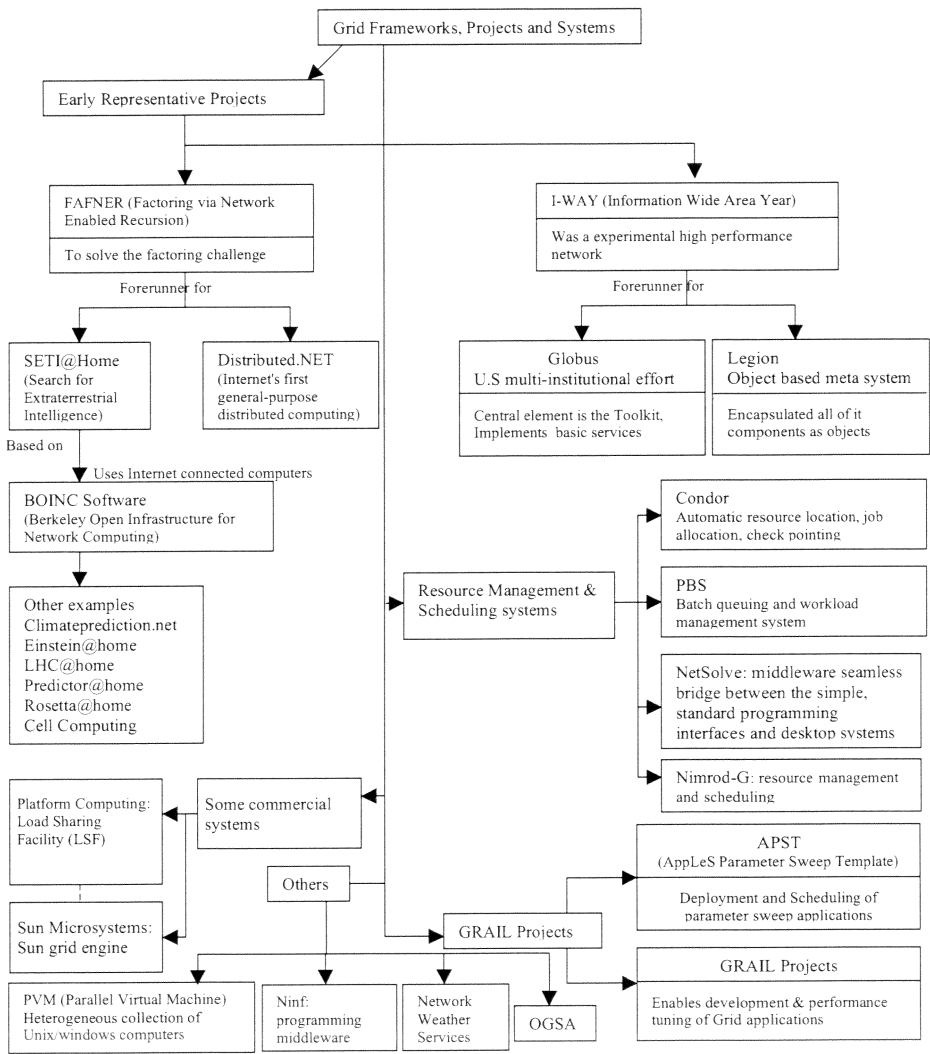 Grid Frameworks, Projects and Systems
Early Representative Projects
FAFNER (Factoring via Network
Enabled Recursion)
To solve the factoring challenge
I-WAY (Information Wide Area Year)
Was a experimental high performance
network
Forerunner for
Forerunner for
SETI@Home
(Search for
Extraterrestrial
Intelligence)
Distributed.NET
(Internet's first
general-purpose
distributed computing)
Globus
U.S multi-institutional effort
Central element is the Toolkit,
Implements basic services
Legion
Object based meta system
Encapsulated all of it
components as objects
Based on
Uses Internet connected computers
BOINC Software
(Berkeley Open Infrastructure for
Network Computing)
Other examples
Climateprediction.net
Einstein@home
LHC@home
Predictor@home
Rosetta@home
Cell Computing
Resource Management &
Scheduling systems
Condor
Automatic resource location, job
allocation, check pointing
PBS
Batch queuing and workload
management system
NetSolve: middleware seamless
bridge between the simple,
standard programming
interfaces and desktop systems
Nimrod-G: resource management
and scheduling
Platform Computing:
Load Sharing
Facility (LSF)
Some commercial
systems
Sun Microsystems:
Sun grid engine
Others
GRAIL Projects
APST
(AppLeS Parameter Sweep Template)
Deployment and Scheduling of
parameter sweep applications
GRAIL Projects
Enables development & performance
tuning of Grid applications
PVM (Parallel Virtual Machine)
Heterogeneous collection of
Unix/windows computers
Ninf:
programming
middleware
Network
Weather
Services
OGSA